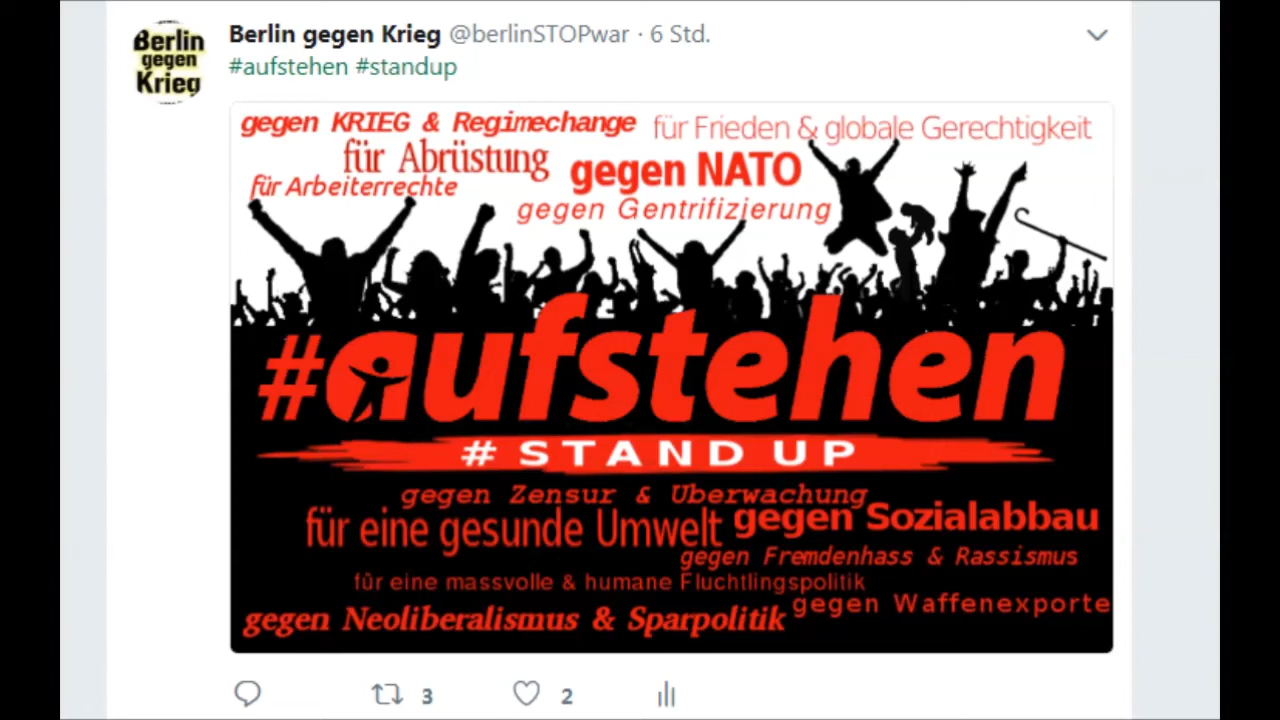 Berlin gegen Krieg
Berlin gegen Krieg @berlinSTOPwar · 6 Std.
#aufstehen #standup
gegen KRIEG & Regimechange für Frieden & globale Gerechtigkeit
für Abrüstung gegen NATO
für Arbeiterrechte
gegen Gentrifizierung
#aufstehen
# STAND UP
gegen Zensur & Uberwachung
für eine gesunde Umwelt gegen Sozialabbau
gegen Fremdenhass & Rassismus
für eine massvolle & humane Fluchtlingspolitik
gegen Waffenexporte
gegen Neoliberalismus & Sparpolitik
3 2